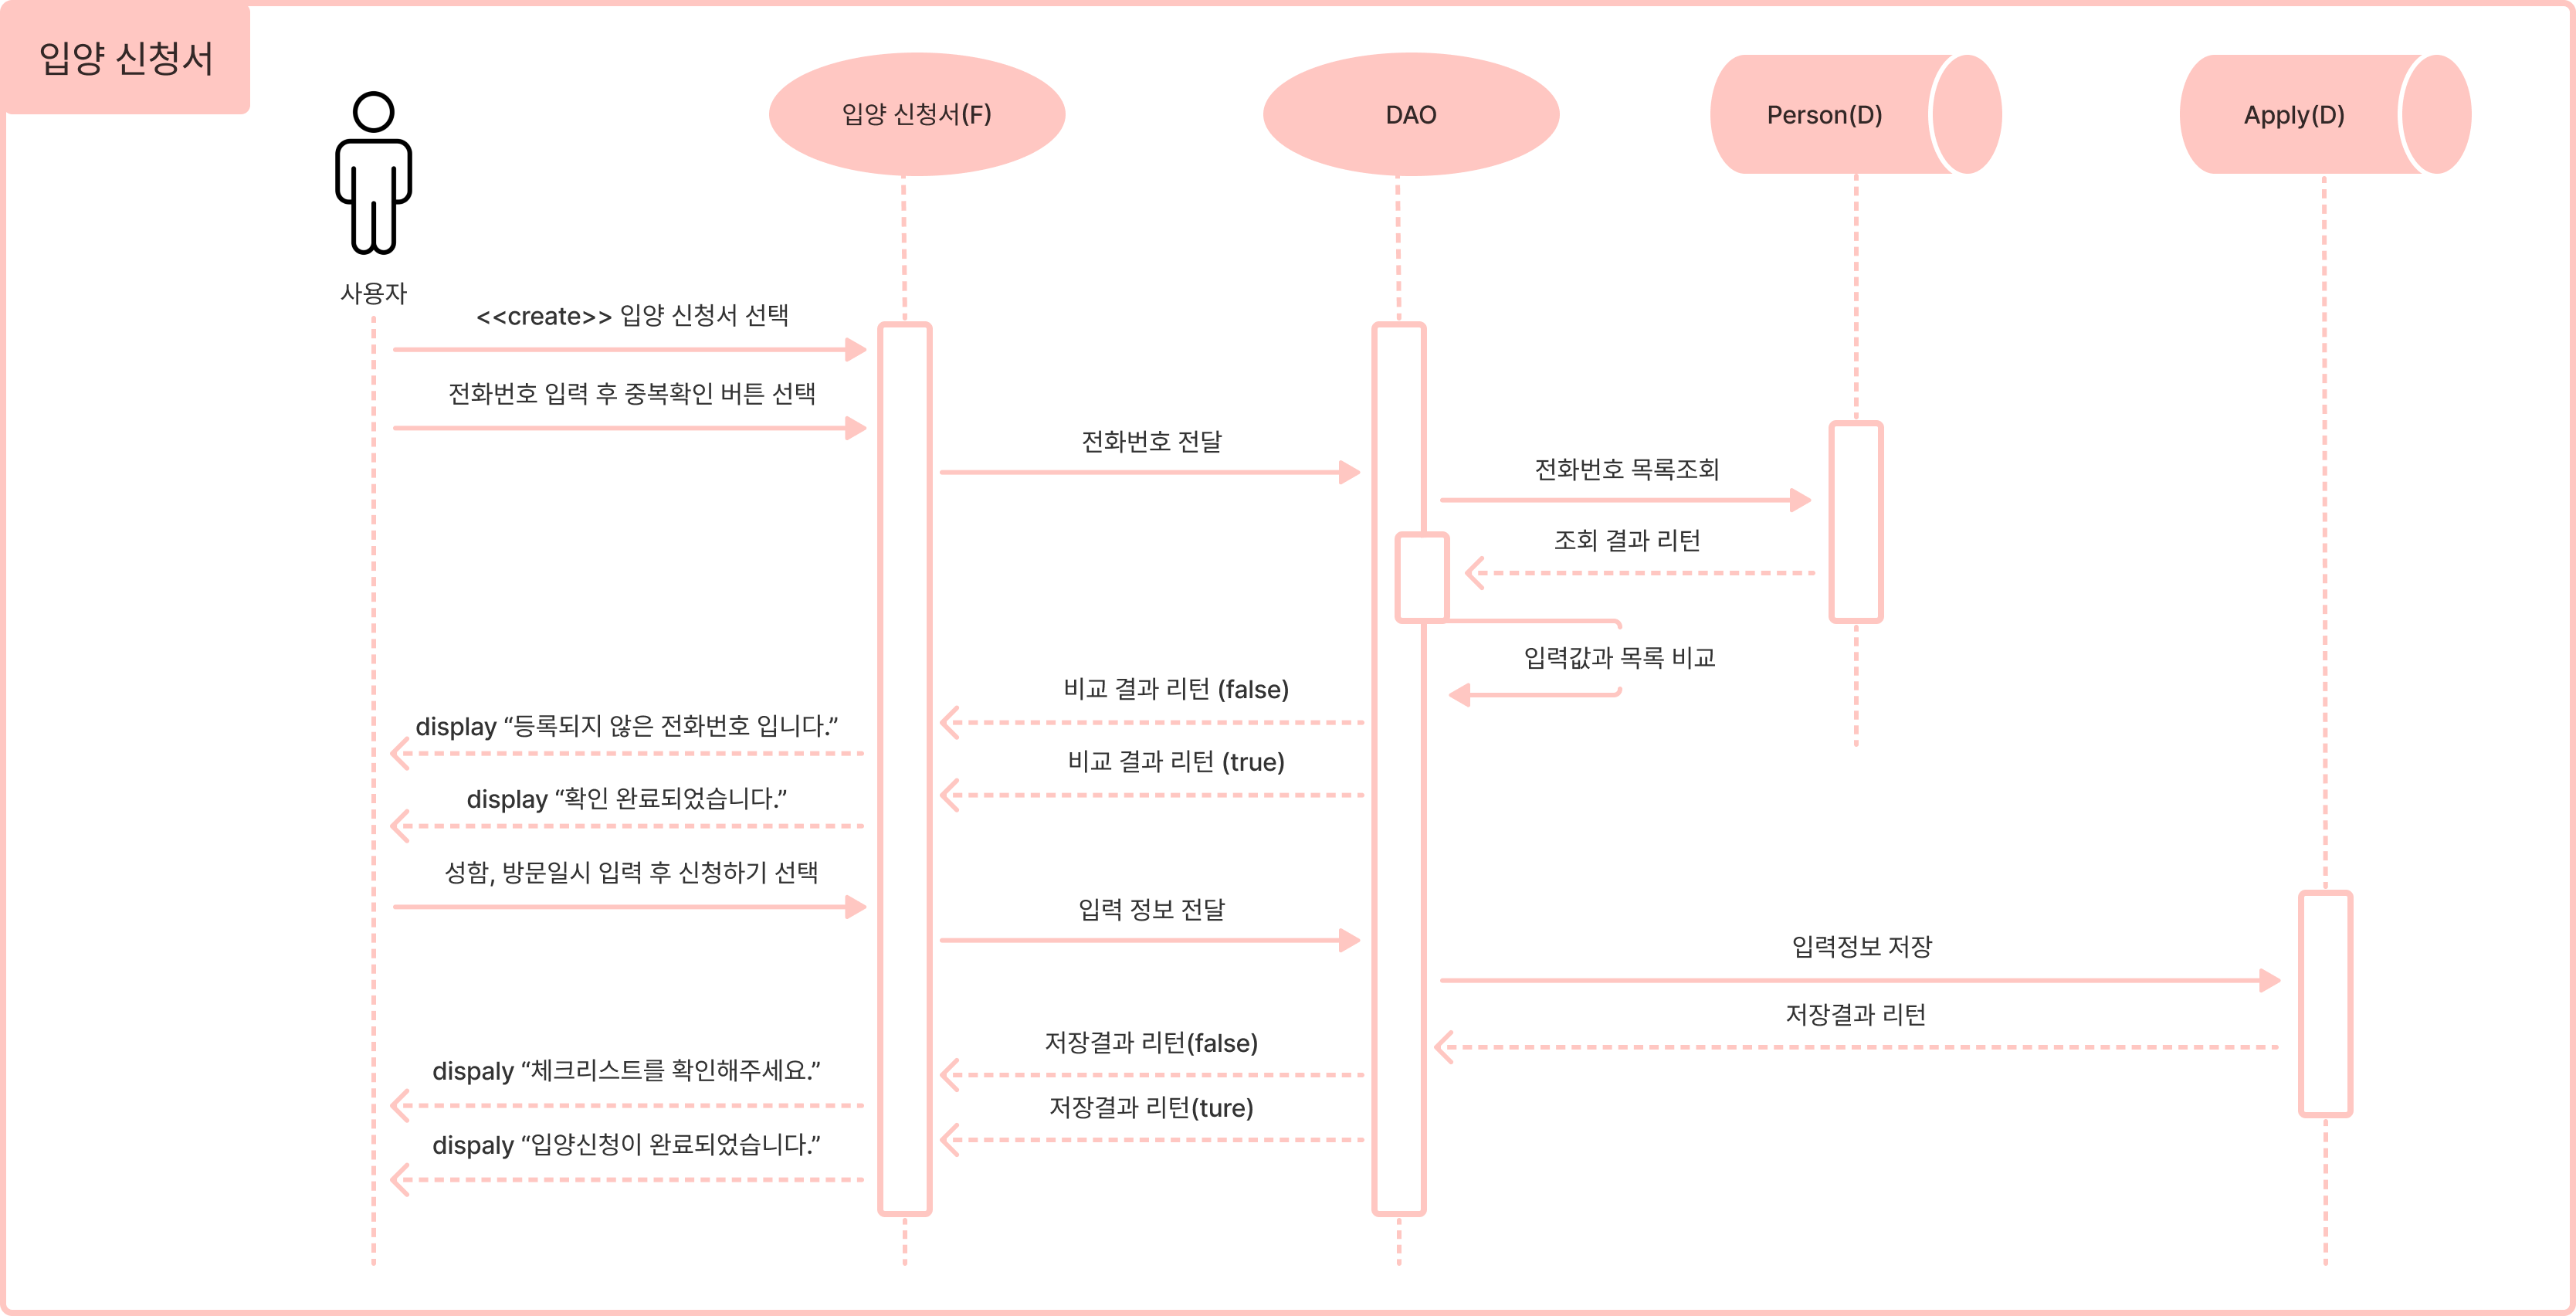 입양 신청서
입양 신청서(F)
DAO
Person(D)
Apply(D)
사용자
<<create>> 입양 신청서 선택
전화번호 입력 후 중복확인 버튼 선택
전화번호 전달
전화번호 목록조회
조회 결과 리턴
입력값과 목록 비교
비교 결과 리턴 (false)
display “등록되지 않은 전화번호 입니다.”
비교 결과 리턴 (true)
display “확인 완료되었습니다.”
성함, 방문일시 입력 후 신청하기 선택
입력 정보 전달
입력정보 저장
저장결과 리턴
저장결과 리턴(false)
dispaly “체크리스트를 확인해주세요.”
저장결과 리턴(ture)
dispaly “입양신청이 완료되었습니다.”